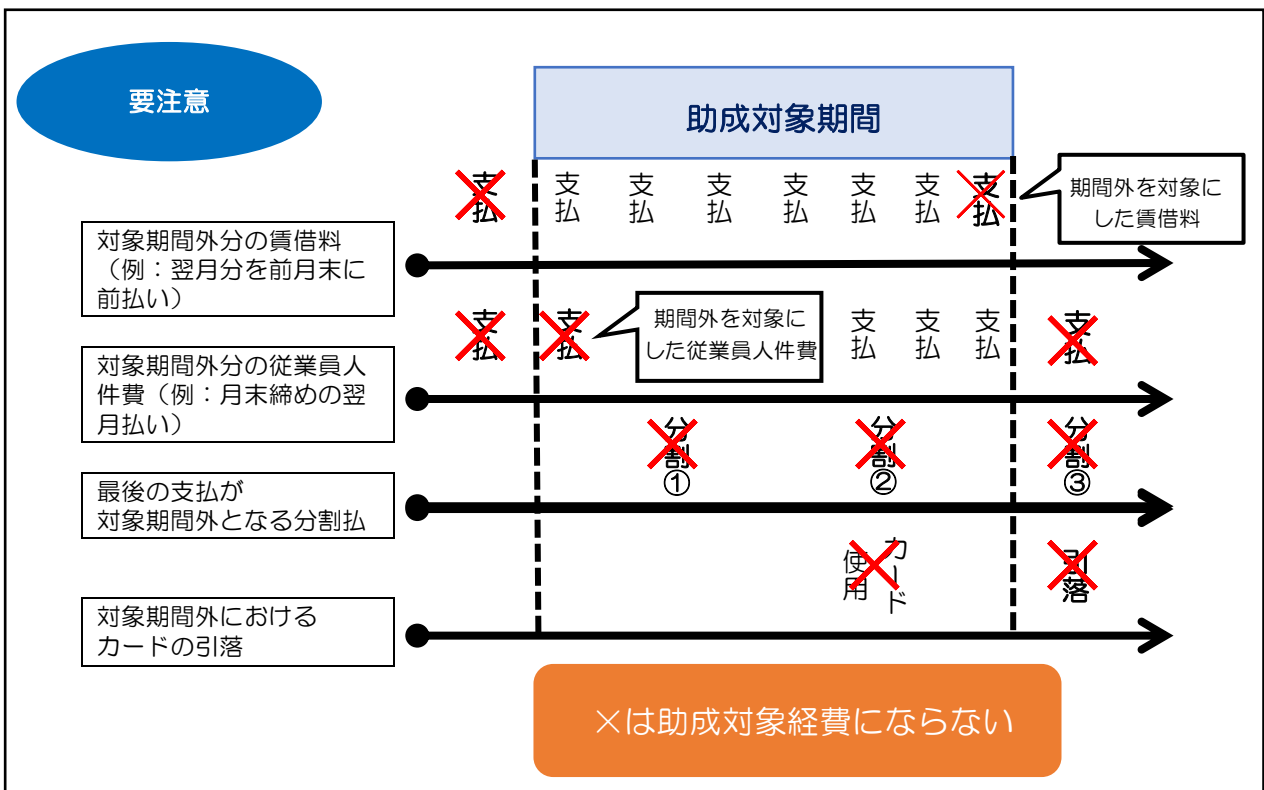 要注意
助成対象期間
支払
支払
支払
支払
支払
支払
支払
支払
期間外を対象に
した賃借料
対象期間外分の賃借料
（例：翌月分を前月末に
前払い）
支払
支払
期間外を対象に
した従業員人件費
支払
支払
支払
支払
対象期間外分の従業員人
件費（例：月末締めの翌
月払い）
分割①
分割②
分割③
最後の支払が
対象期間外となる分割払
カード
使用
引落
対象期間外における
カードの引落
×は助成対象経費にならない